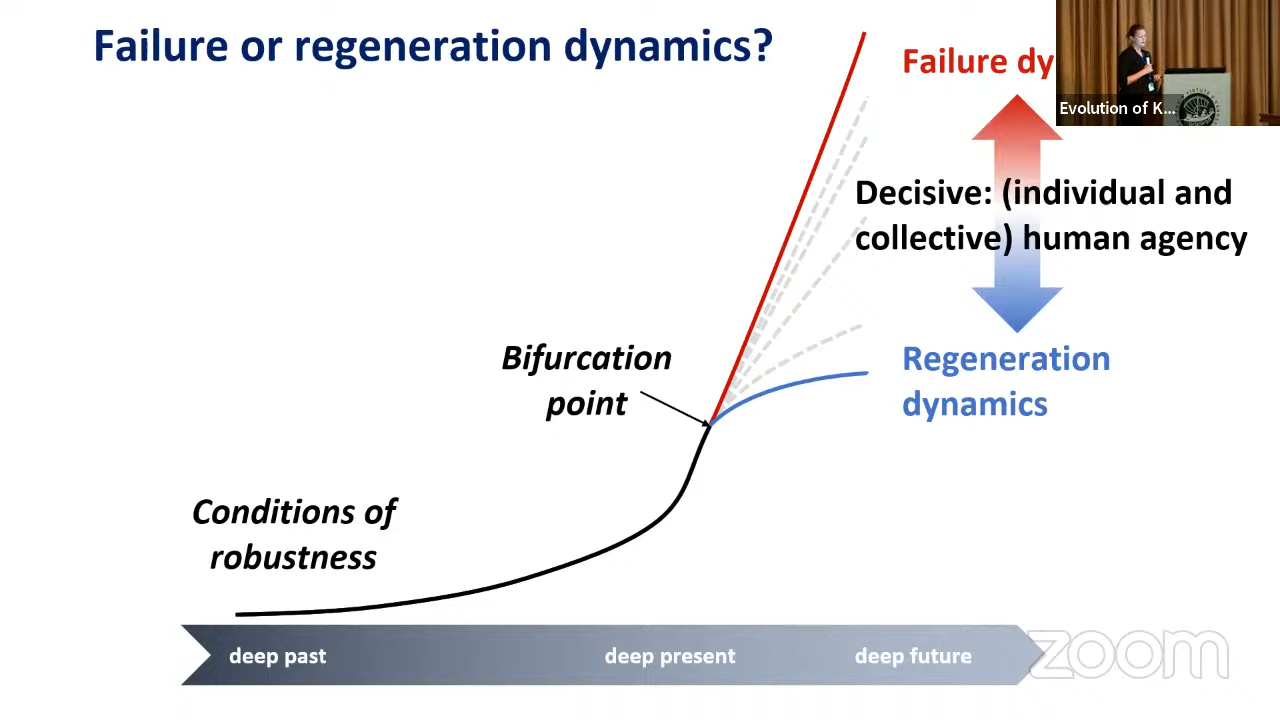 Failure or regeneration dynamics?
Failure dy
Evolution of K...
Decisive: (individual and
collective) human agency
Bifurcation
point
Regeneration
dynamics
Conditions of
robustness
deep past
deep present
deep future
zoom